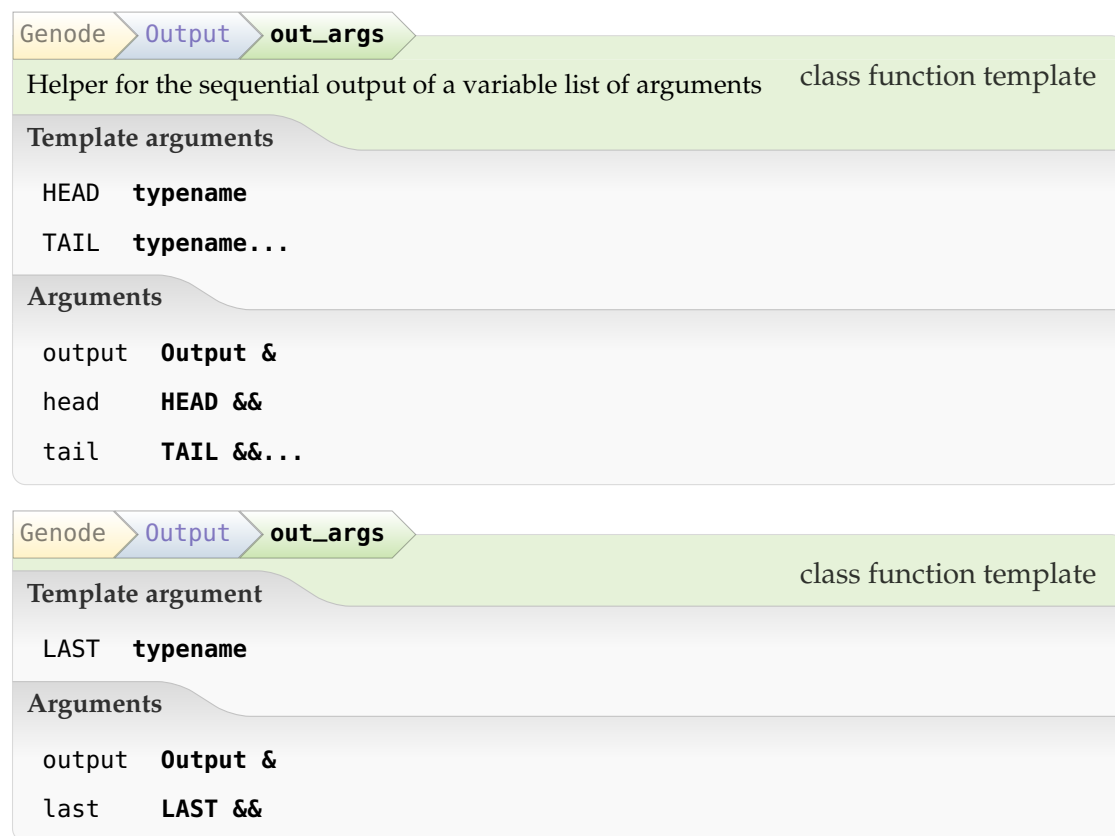 Genode Output out_args
class function template
Helper for the sequential output of a variable list of arguments
Template arguments
HEAD typename
TAIL typename...
Arguments
output Output &
head HEAD &&
tail TAIL &&...
Genode Output out_args
class function template
Template argument
LAST typename
Arguments
output Output &
last LAST &&